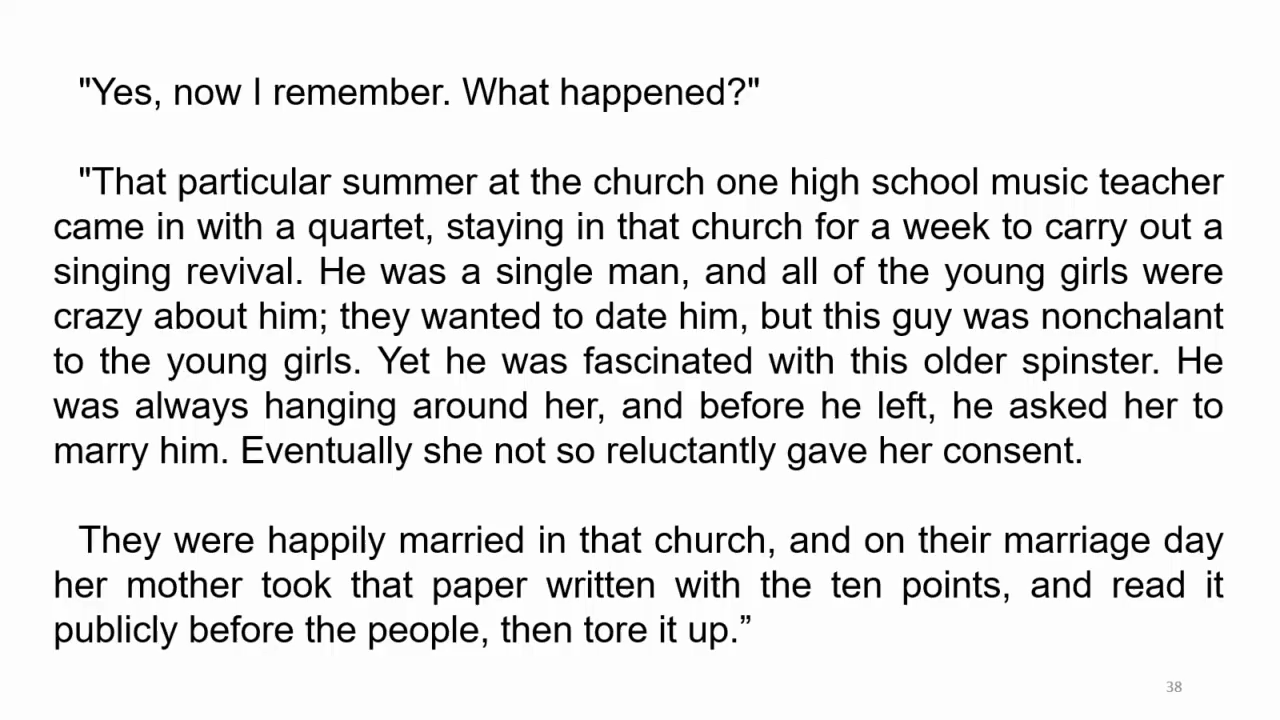 "Yes, now I remember. What happened?"
"That particular summer at the church one high school music teacher
came in with a quartet, staying in that church for a week to carry out a
singing revival. He was a single man, and all of the young girls were
crazy about him; they wanted to date him, but this guy was nonchalant
to the young girls. Yet he was fascinated with this older spinster. He
was always hanging around her, and before he left, he asked her to
marry him. Eventually she not so reluctantly gave her consent.
They were happily married in that church, and on their marriage day
her mother took that paper written with the ten points, and read it
publicly before the people, then tore it up.”
38